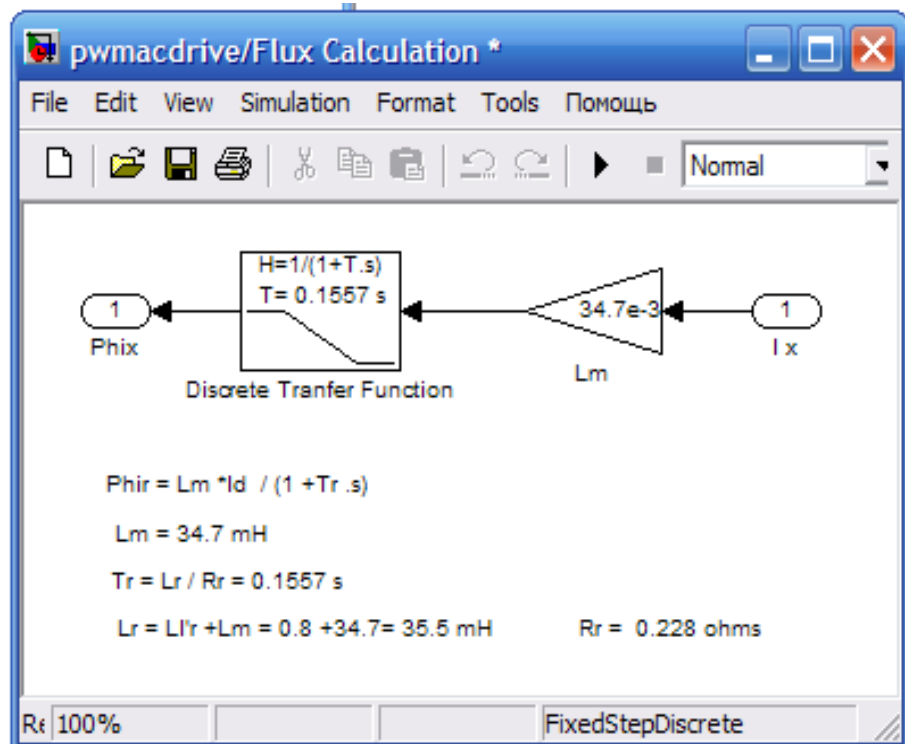 pwmacdrive/Flux Calculation *
File Edit View Simulation Format Tools Помощь
Normal
H=1/(1+T.s)
T= 0.1557 s
34.7e-3
1
1
Phix
I x
Lm
Discrete Tranfer Function
Phir = Lm *Id / (1 +Tr .s)
Lm = 34.7 mH
Tr = Lr / Rr = 0.1557 s
Lr = Ll'r +Lm = 0.8 +34.7= 35.5 mH Rr = 0.228 ohms
Re 100% FixedStepDiscrete